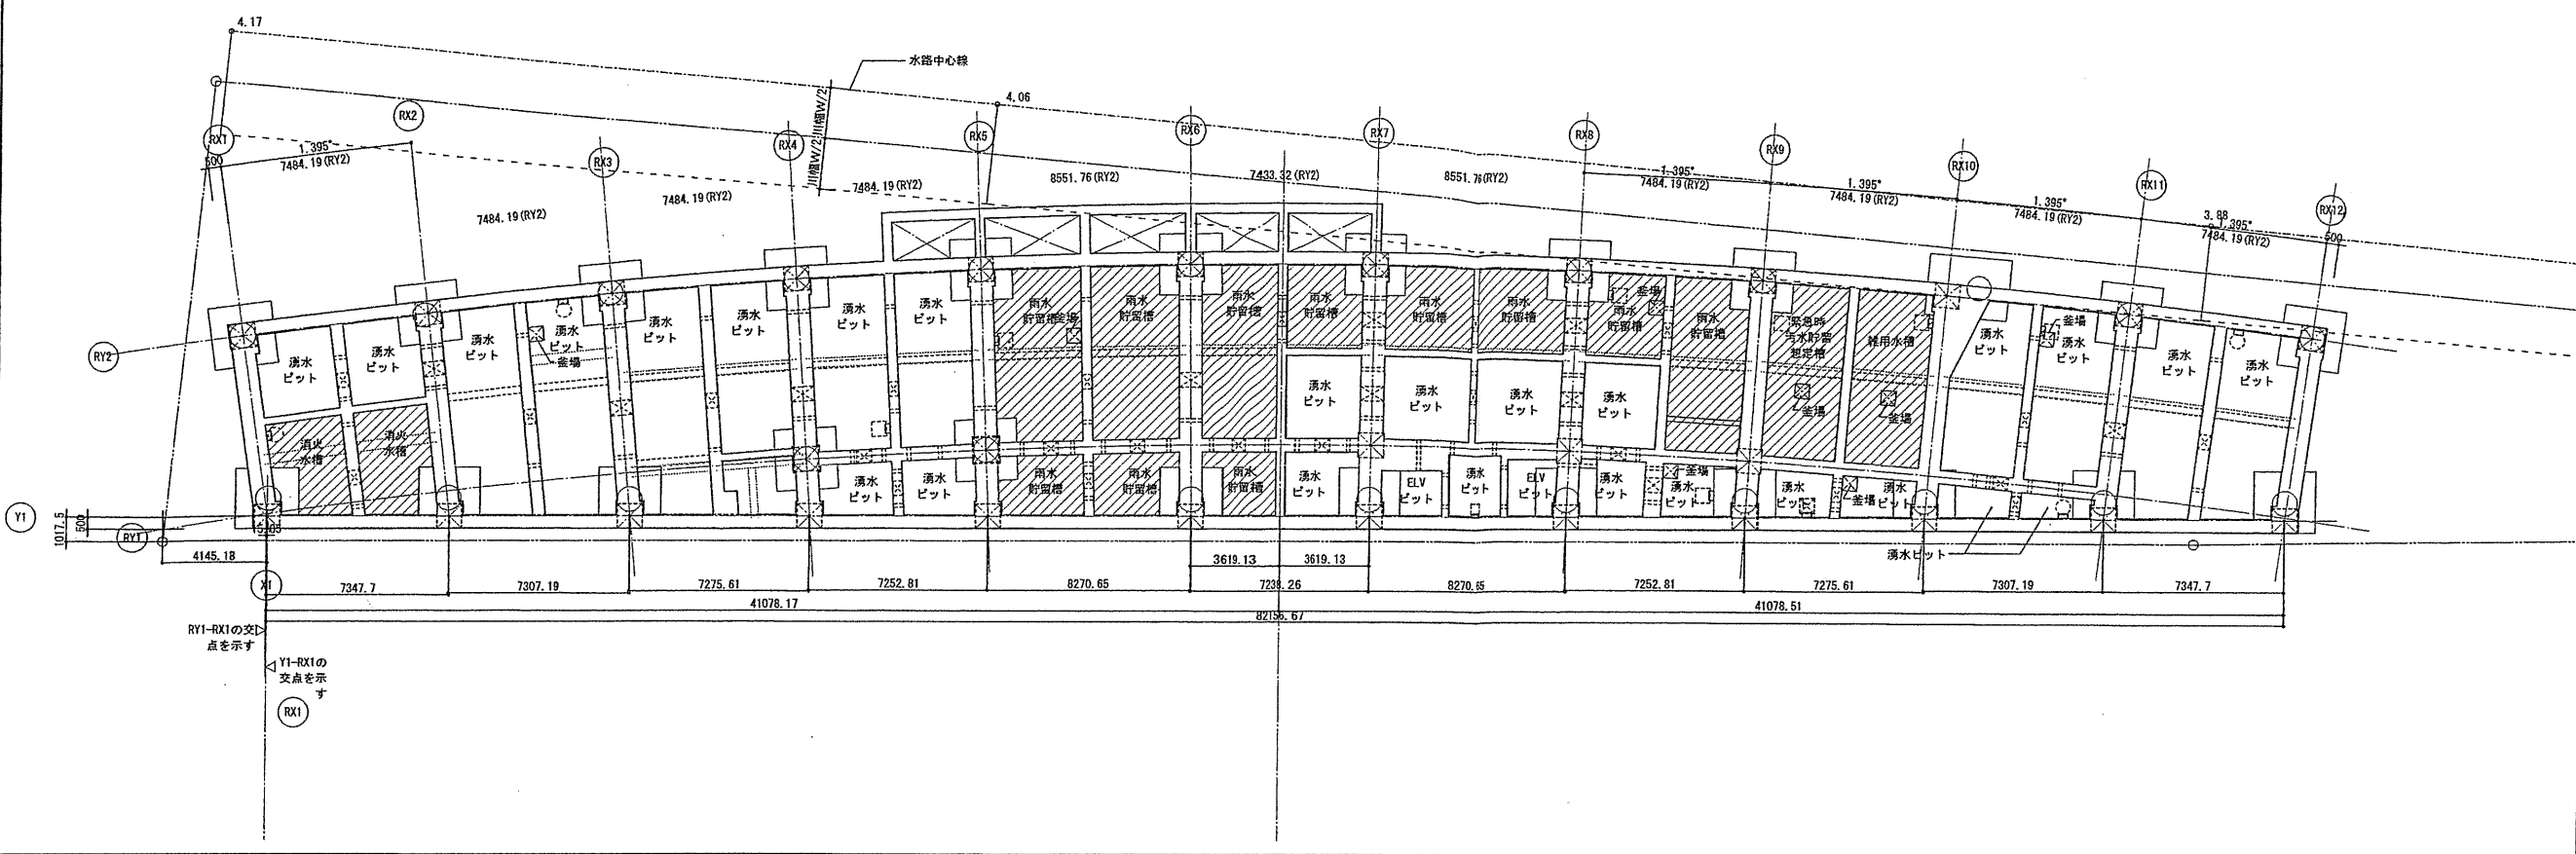 4.17
水路中心線
4.06
川幅W/2
川幅W/2
RX1
RX2
RX3
RX4
RX5
RX6
RX7
RX8
RX9
RX10
RX11
RX12
500
1.395°
7484.19(RY2)
7484.19(RY2)
7484.19(RY2)
7484.19(RY2)
8551.76(RY2)
7433.32(RY2)
8551.76(RY2)
1.395°
7484.19(RY2)
1.395°
7484.19(RY2)
1.395°
7484.19(RY2)
3.88
1.395°
7484.19(RY2)
500
RY2
湧水
ピット
湧水
ピット
湧水
ピット
湧水
ピット
釜場
湧水
ピット
湧水
ピット
湧水
ピット
湧水
ピット
雨水
貯留槽
釜場
雨水
貯留槽
雨水
貯留槽
雨水
貯留槽
雨水
貯留槽
雨水
貯留槽
釜場
雨水
貯留槽
雨水
貯留槽
緊急時
汚水貯留
想定槽
釜場
雑用水槽
釜場
湧水
ピット
釜場
湧水
ピット
湧水
ピット
湧水
ピット
湧水
ピット
湧水
ピット
湧水
ピット
湧水
ピット
消火
水槽
消火
水槽
湧水
ピット
湧水
ピット
雨水
貯留槽
雨水
貯留槽
雨水
貯留槽
湧水
ピット
ELV
ピット
湧水
ピット
ELV
ピット
湧水
ピット
釜場
湧水
ピット
湧水
ピット
釜場
湧水
ピット
湧水ピット
Y1
1017.5
500
RY1
4145.18
X1
3619.13
3619.13
7347.7
7307.19
7275.61
7252.81
8270.65
7238.26
8270.65
7252.81
7275.61
7307.19
7347.7
41078.17
41078.51
82156.67
RY1-RX1の交
点を示す
Y1-RX1の
交点を示
す
RX1